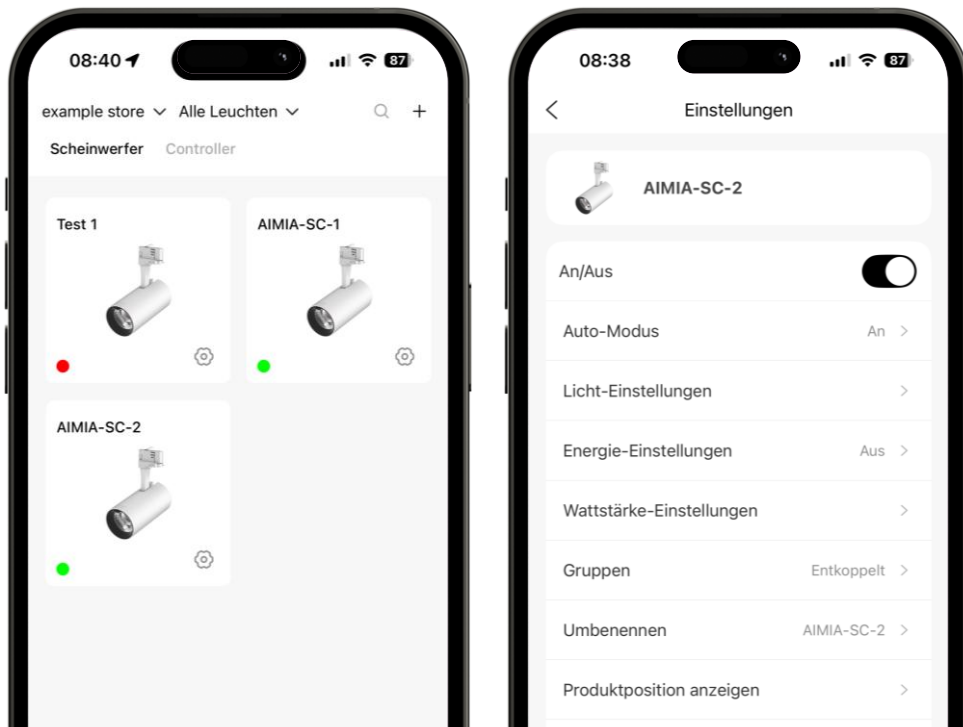 08:40
87
example store
Alle Leuchten
Scheinwerfer
Controller
Test 1
AIMIA-SC-1
AIMIA-SC-2
08:38
87
Einstellungen
AIMIA-SC-2
An/Aus
Auto-Modus An
Licht-Einstellungen
Energie-Einstellungen Aus
Wattstärke-Einstellungen
Gruppen Entkoppelt
Umbenennen AIMIA-SC-2
Produktposition anzeigen